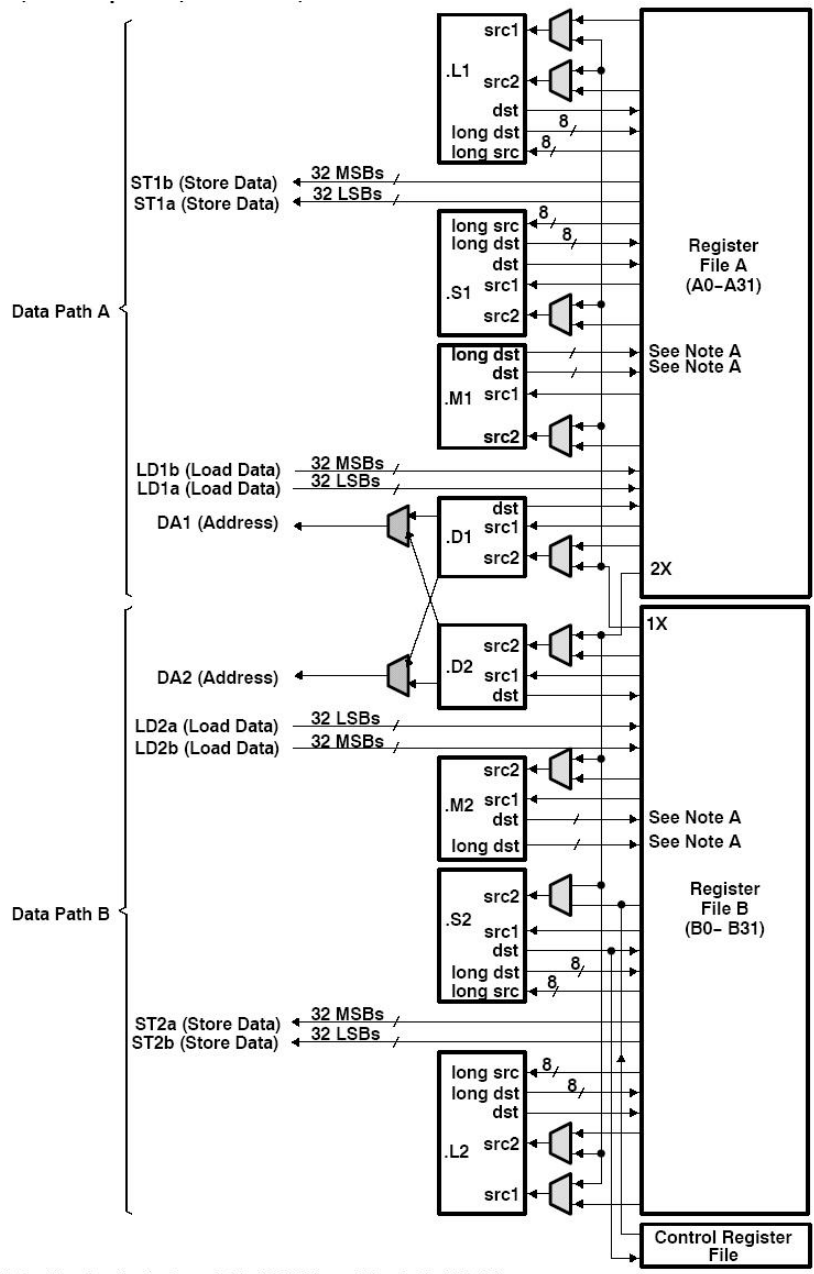 src1
.L1
src2
dst
long dst 8
long src 8
ST1b (Store Data) 32 MSBs
ST1a (Store Data) 32 LSBs
long src 8
long dst 8
dst
.S1 src1
src2
Register
File A
(A0–A31)
Data Path A
long dst See Note A
dst See Note A
.M1 src1
src2
LD1b (Load Data) 32 MSBs
LD1a (Load Data) 32 LSBs
DA1 (Address)
dst
src1
.D1
src2
2X
1X
src2
.D2
src1
dst
DA2 (Address)
LD2a (Load Data) 32 LSBs
LD2b (Load Data) 32 MSBs
src2
.M2 src1
dst See Note A
long dst See Note A
src2
.S2
src1
dst
long dst 8
long src 8
Register
File B
(B0– B31)
Data Path B
ST2a (Store Data) 32 MSBs
ST2b (Store Data) 32 LSBs
long src 8
long dst 8
dst
src2
.L2
src1
Control Register
File